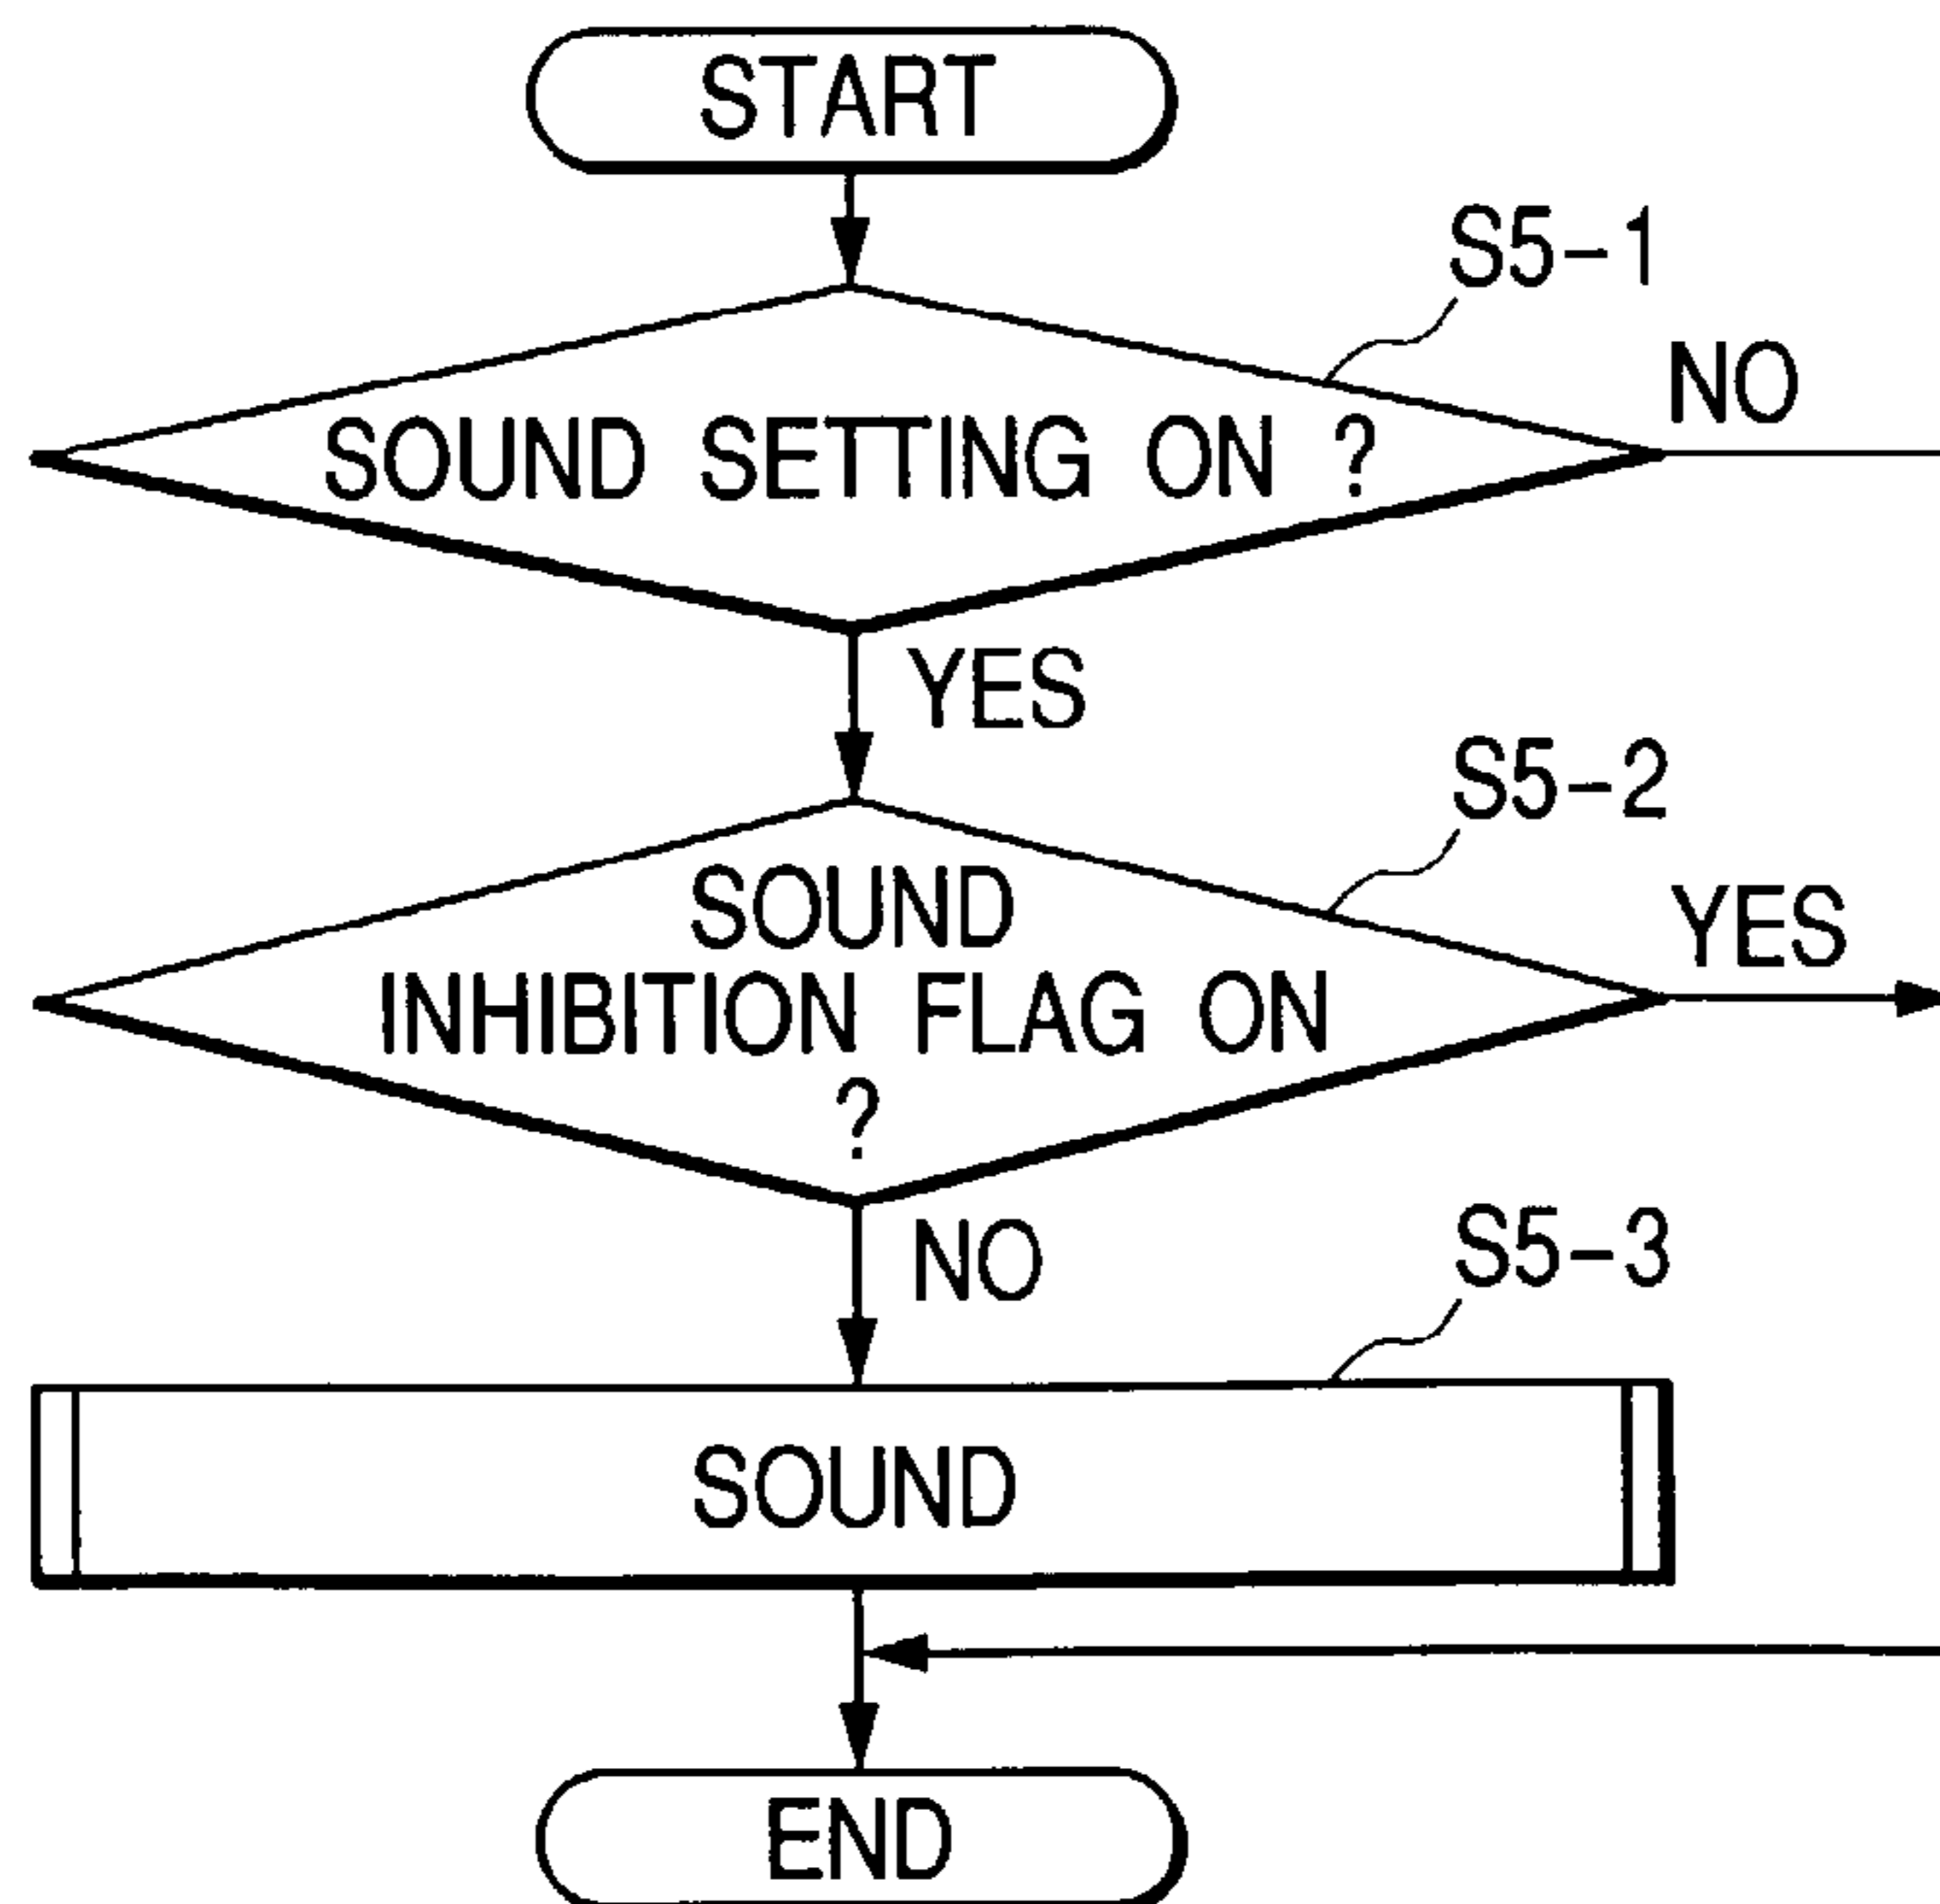 START
S5-1
NO
SOUND SETTING ON ?
YES
S5-2
SOUND
YES
INHIBITION FLAG ON
?
NO
S5-3
SOUND
END